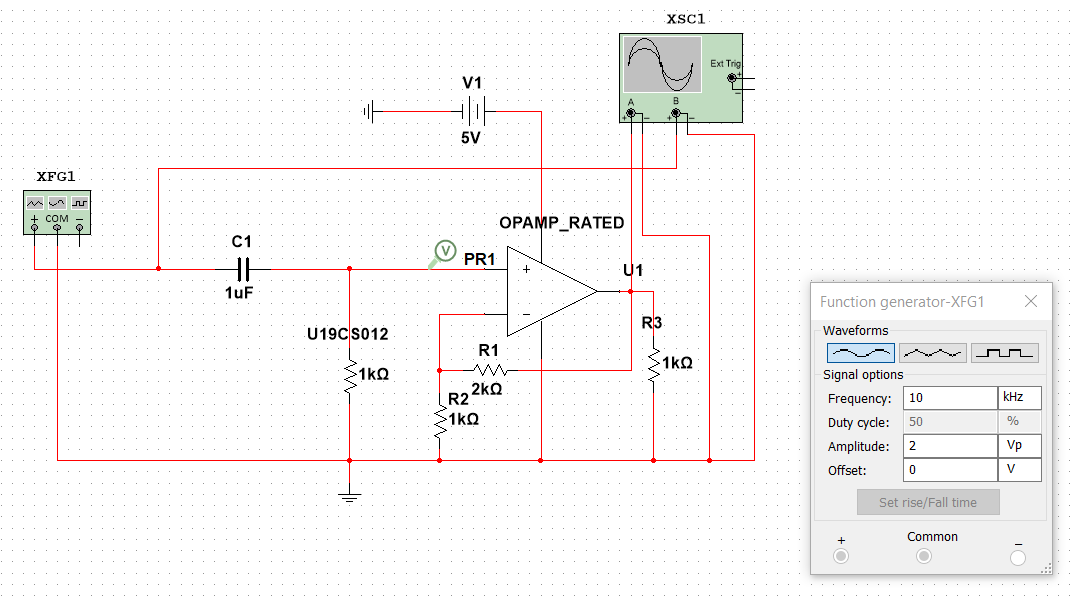 XSC1
Ext Trig
+
−
A
B
+ −
+ −
V1
5V
XFG1
+ COM −
C1
1uF
V
PR1
OPAMP_RATED
+
−
U1
U19CS012
1kΩ
R1
2kΩ
R2
1kΩ
R3
1kΩ
Function generator-XFG1
Waveforms
Signal options
Frequency: 10 kHz
Duty cycle: 50 %
Amplitude: 2 Vp
Offset: 0 V
Set rise/Fall time
+ Common −